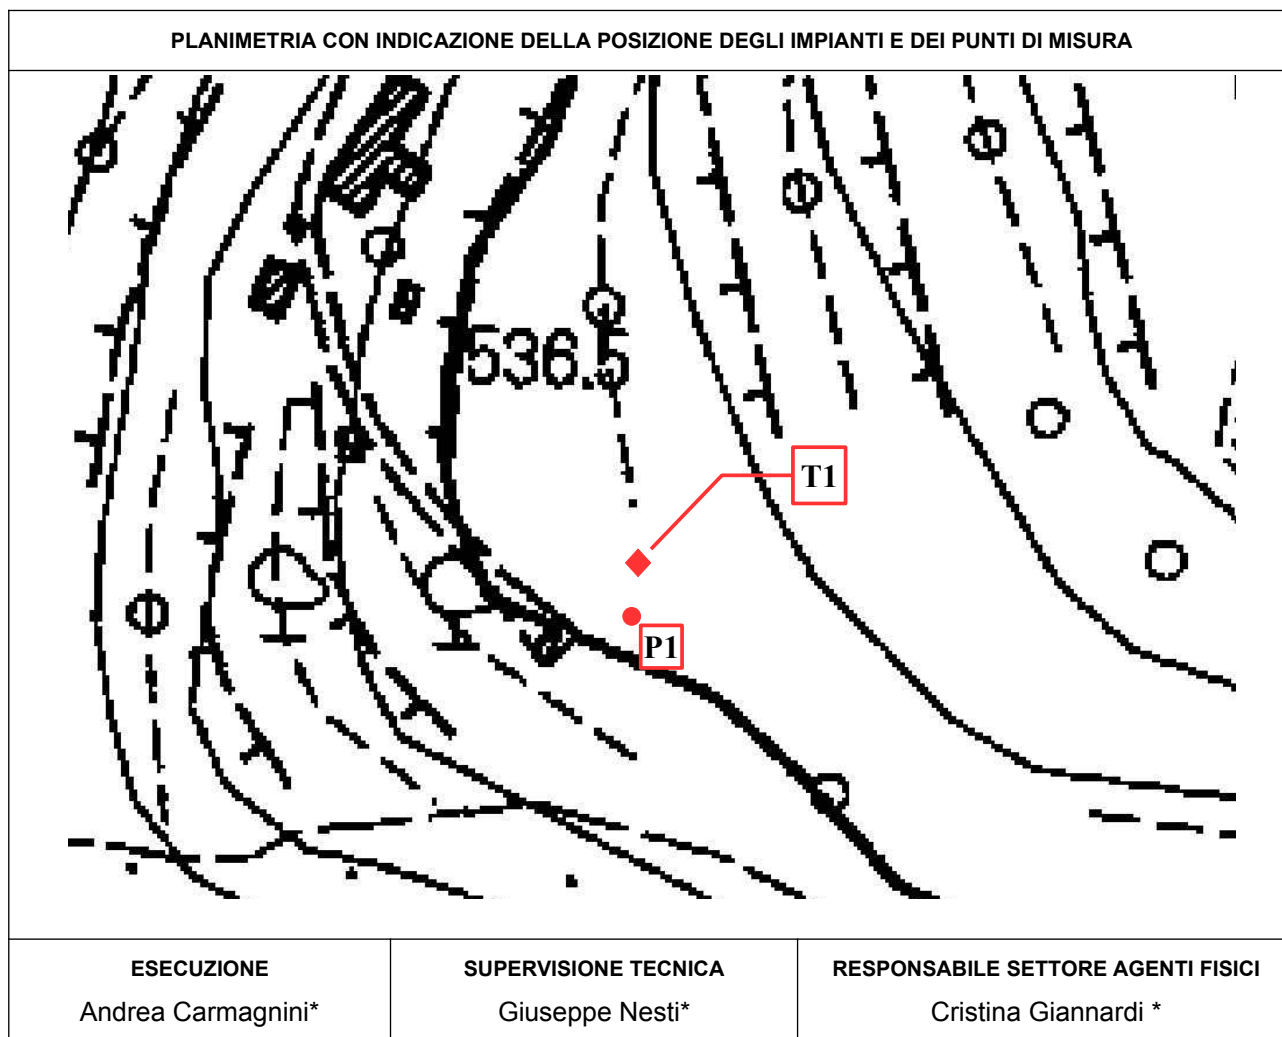 PLANIMETRIA CON INDICAZIONE DELLA POSIZIONE DEGLI IMPIANTI E DEI PUNTI DI MISURA
536.5
T1
P1
ESECUZIONE
Andrea Carmagnini*
SUPERVISIONE TECNICA
Giuseppe Nesti*
RESPONSABILE SETTORE AGENTI FISICI
Cristina Giannardi *